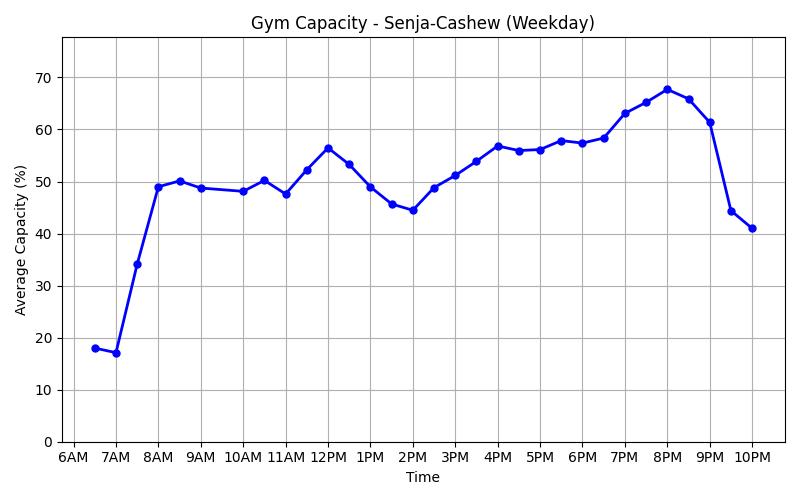 Gym Capacity - Senja-Cashew (Weekday)
Average Capacity (%)
70
60
50
40
30
20
10
0
6AM 7AM 8AM 9AM 10AM 11AM 12PM 1PM 2PM 3PM 4PM 5PM 6PM 7PM 8PM 9PM 10PM
Time